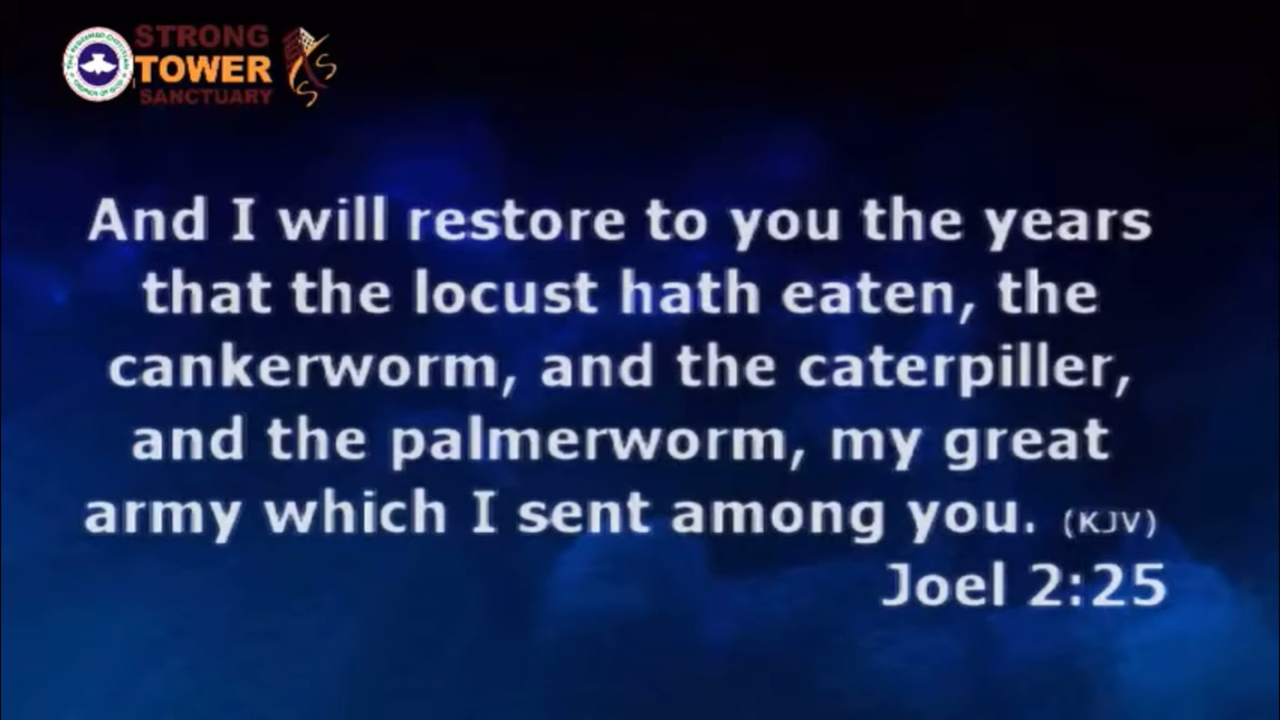 STRONG
TOWER
SANCTUARY
And I will restore to you the years
that the locust hath eaten, the
cankerworm, and the caterpiller,
and the palmerworm, my great
army which I sent among you. (KJV)
Joel 2:25